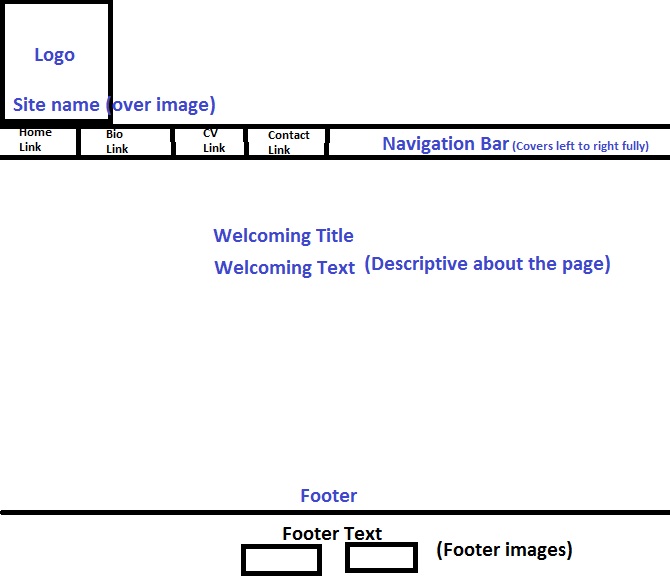 Logo
Site name (over image)
Home Link
Bio Link
CV Link
Contact Link
Navigation Bar (Covers left to right fully)
Welcoming Title
Welcoming Text (Descriptive about the page)
Footer
Footer Text
(Footer images)